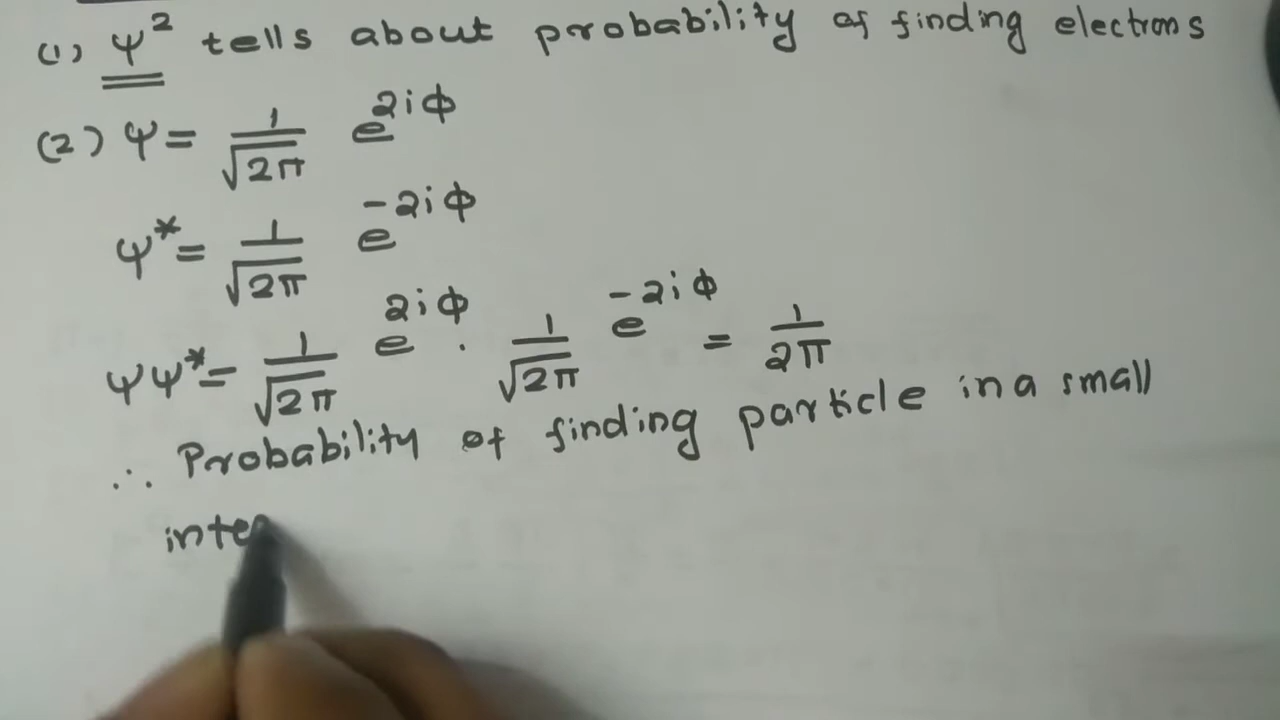 (1) ψ² tells about probability of finding electrons
(2) ψ = 1/√2π e^2iϕ
ψ* = 1/√2π e^-2iϕ
ψψ* = 1/√2π e^2iϕ . 1/√2π e^-2iϕ = 1/2π
∴ Probability of finding particle in a small
inte